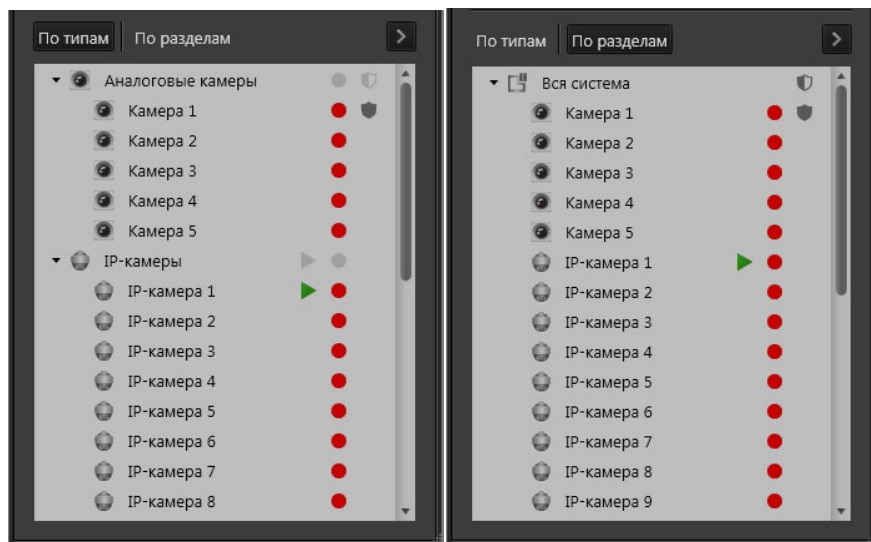 По типам По разделам
Аналоговые камеры
Камера 1
Камера 2
Камера 3
Камера 4
Камера 5
IP-камеры
IP-камера 1
IP-камера 2
IP-камера 3
IP-камера 4
IP-камера 5
IP-камера 6
IP-камера 7
IP-камера 8
По типам По разделам
Вся система
Камера 1
Камера 2
Камера 3
Камера 4
Камера 5
IP-камера 1
IP-камера 2
IP-камера 3
IP-камера 4
IP-камера 5
IP-камера 6
IP-камера 7
IP-камера 8
IP-камера 9